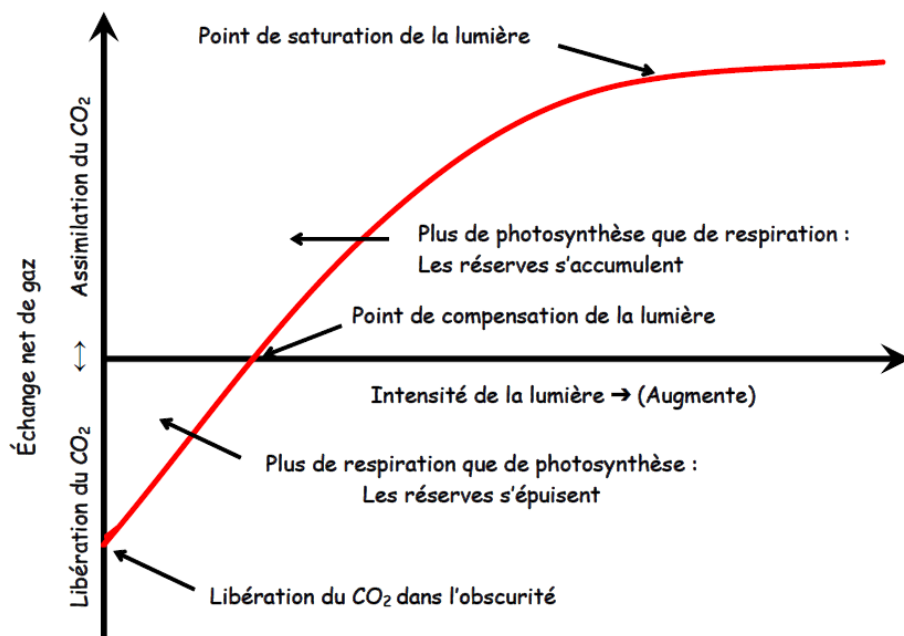 Point de saturation de la lumière
Assimilation du CO₂
Plus de photosynthèse que de respiration :
Les réserves s'accumulent
Point de compensation de la lumière
Échange net de gaz
↔
Intensité de la lumière ➔ (Augmente)
Libération du CO₂
Plus de respiration que de photosynthèse :
Les réserves s'épuisent
Libération du CO₂ dans l'obscurité